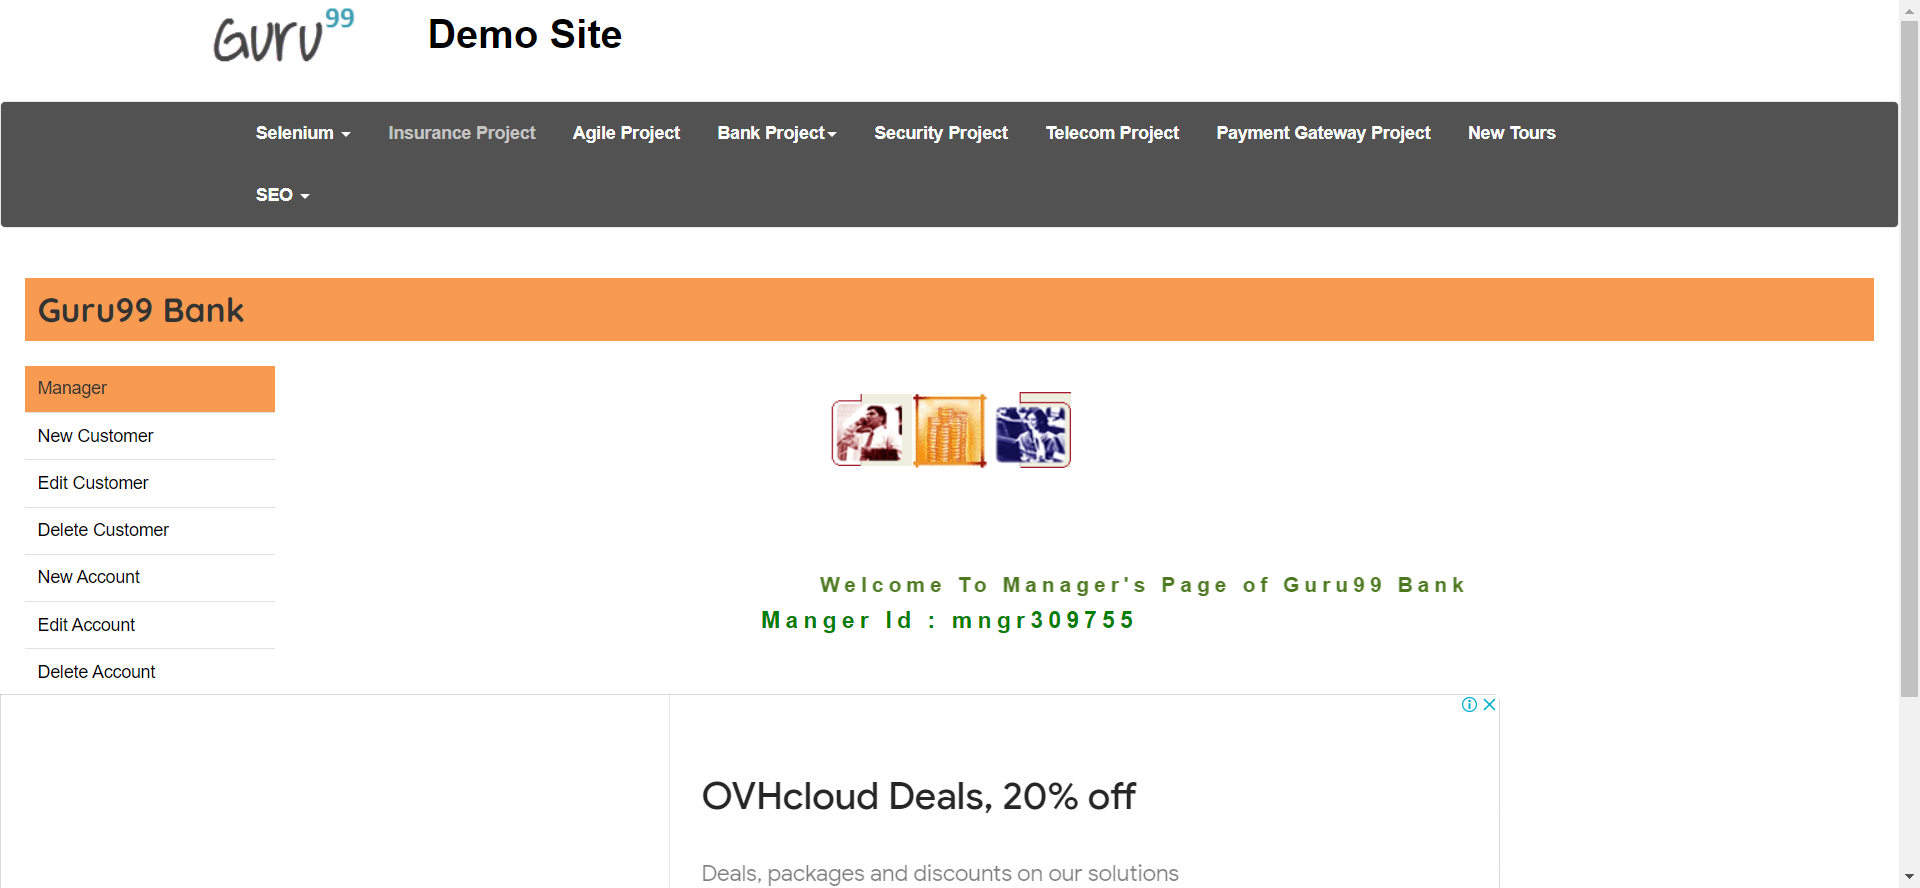 Guru99
Demo Site
Selenium
Insurance Project
Agile Project
Bank Project
Security Project
Telecom Project
Payment Gateway Project
New Tours
SEO
Guru99 Bank
Manager
New Customer
Edit Customer
Delete Customer
New Account
Edit Account
Delete Account
Welcome To Manager's Page of Guru99 Bank
Manger Id : mngr309755
OVHcloud Deals, 20% off
Deals, packages and discounts on our solutions